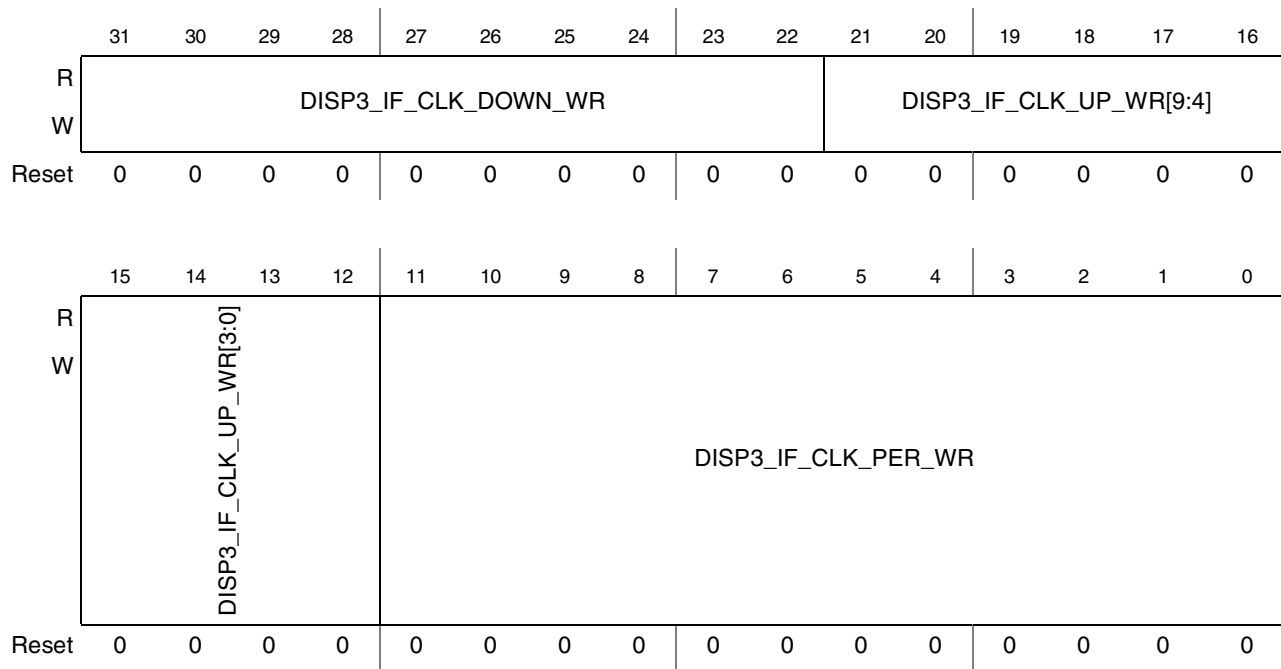 31 30 29 28 27 26 25 24 23 22 21 20 19 18 17 16
R
W
DISP3_IF_CLK_DOWN_WR DISP3_IF_CLK_UP_WR[9:4]
Reset 0 0 0 0 0 0 0 0 0 0 0 0 0 0 0 0
15 14 13 12 11 10 9 8 7 6 5 4 3 2 1 0
R
W
DISP3_IF_CLK_UP_WR[3:0]
DISP3_IF_CLK_PER_WR
Reset 0 0 0 0 0 0 0 0 0 0 0 0 0 0 0 0